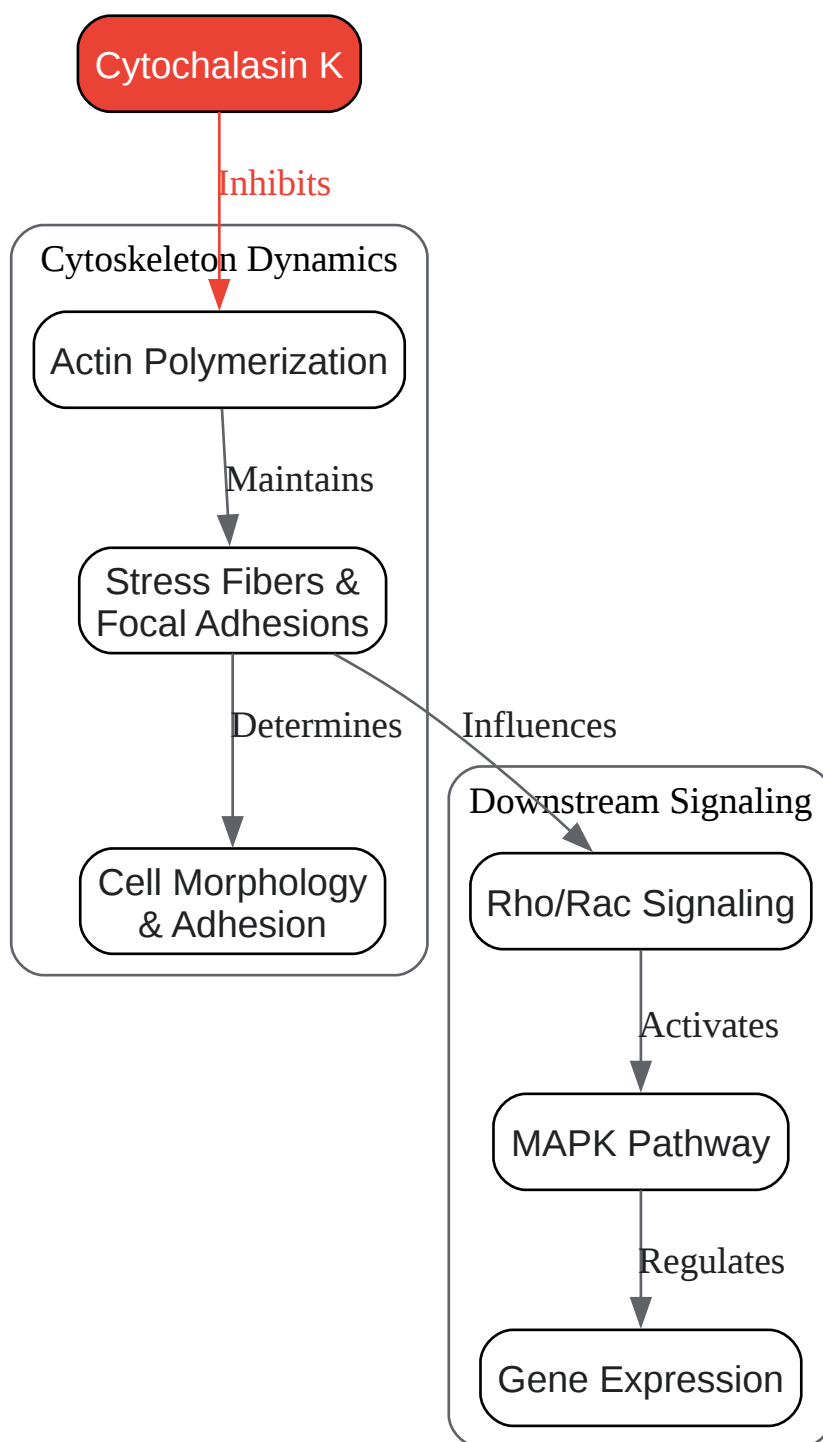 Cytochalasin K
Inhibits
Cytoskeleton Dynamics
Actin Polymerization
Maintains
Stress Fibers &
Focal Adhesions
Determines
Influences
Cell Morphology
& Adhesion
Downstream Signaling
Rho/Rac Signaling
Activates
MAPK Pathway
Regulates
Gene Expression